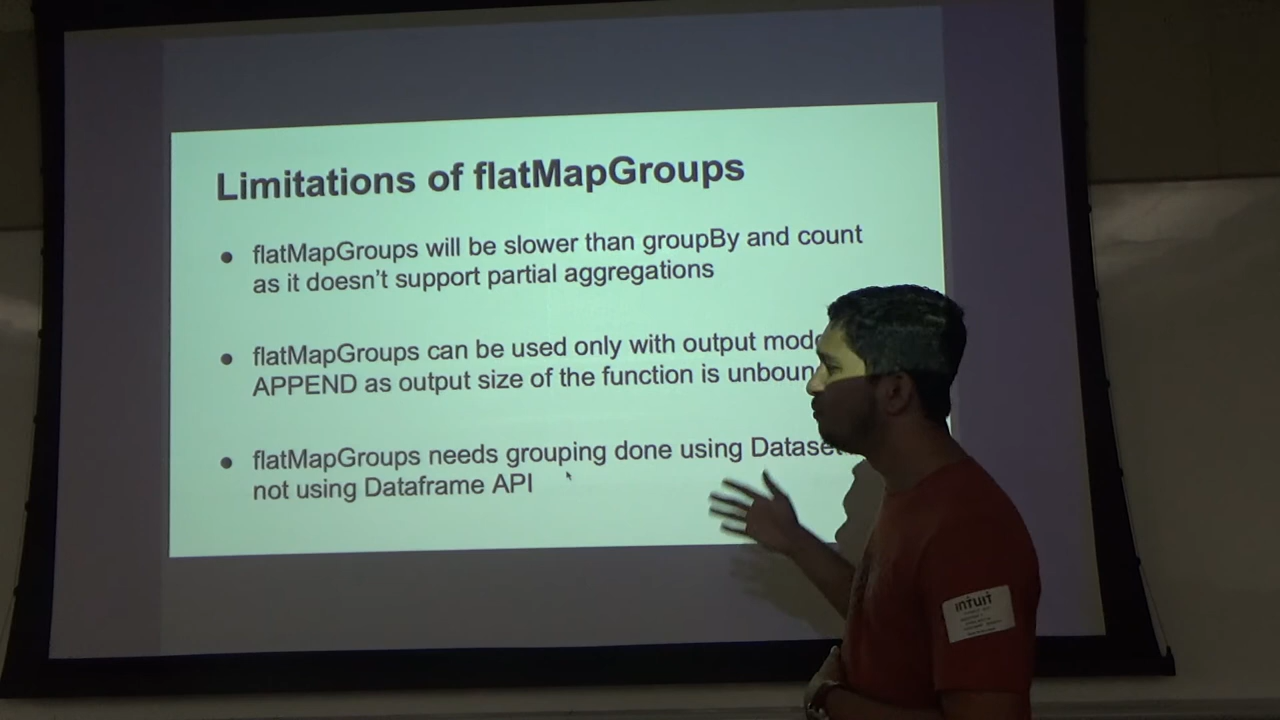 Limitations of flatMapGroups
● flatMapGroups will be slower than groupBy and count
as it doesn't support partial aggregations
● flatMapGroups can be used only with output mod
APPEND as output size of the function is unboun
● flatMapGroups needs grouping done using Dataset
not using Dataframe API
INTUIT